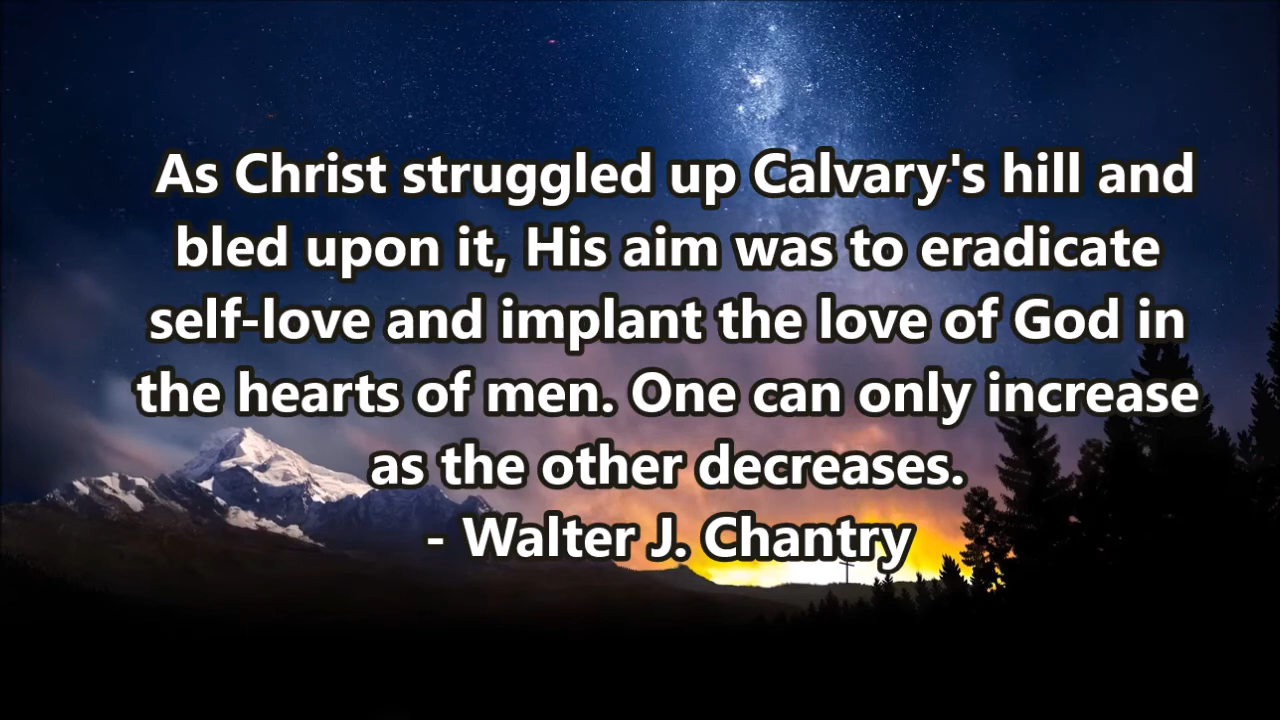 As Christ struggled up Calvary's hill and
bled upon it, His aim was to eradicate
self-love and implant the love of God in
the hearts of men. One can only increase
as the other decreases.
- Walter J. Chantry